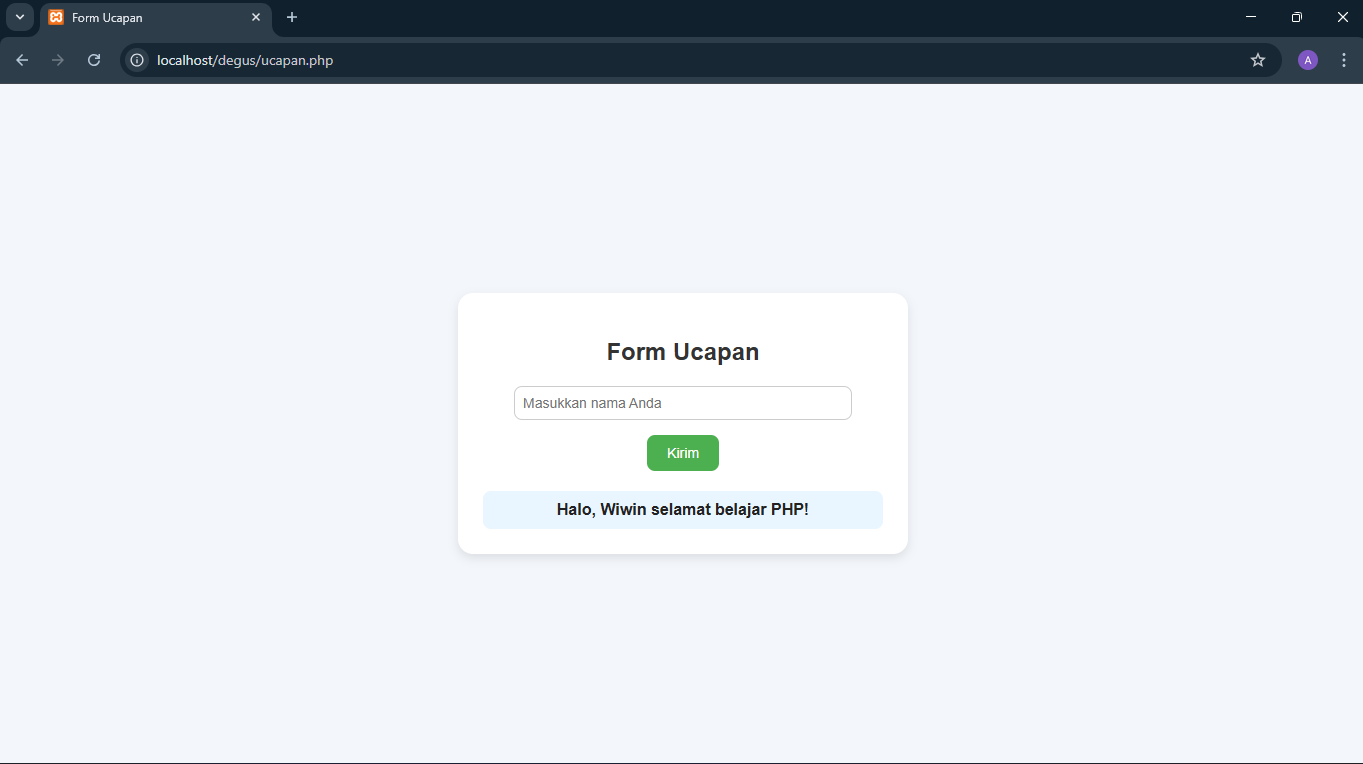 Form Ucapan
localhost/degus/ucapan.php
A
Form Ucapan
Masukkan nama Anda
Kirim
Halo, Wiwin selamat belajar PHP!